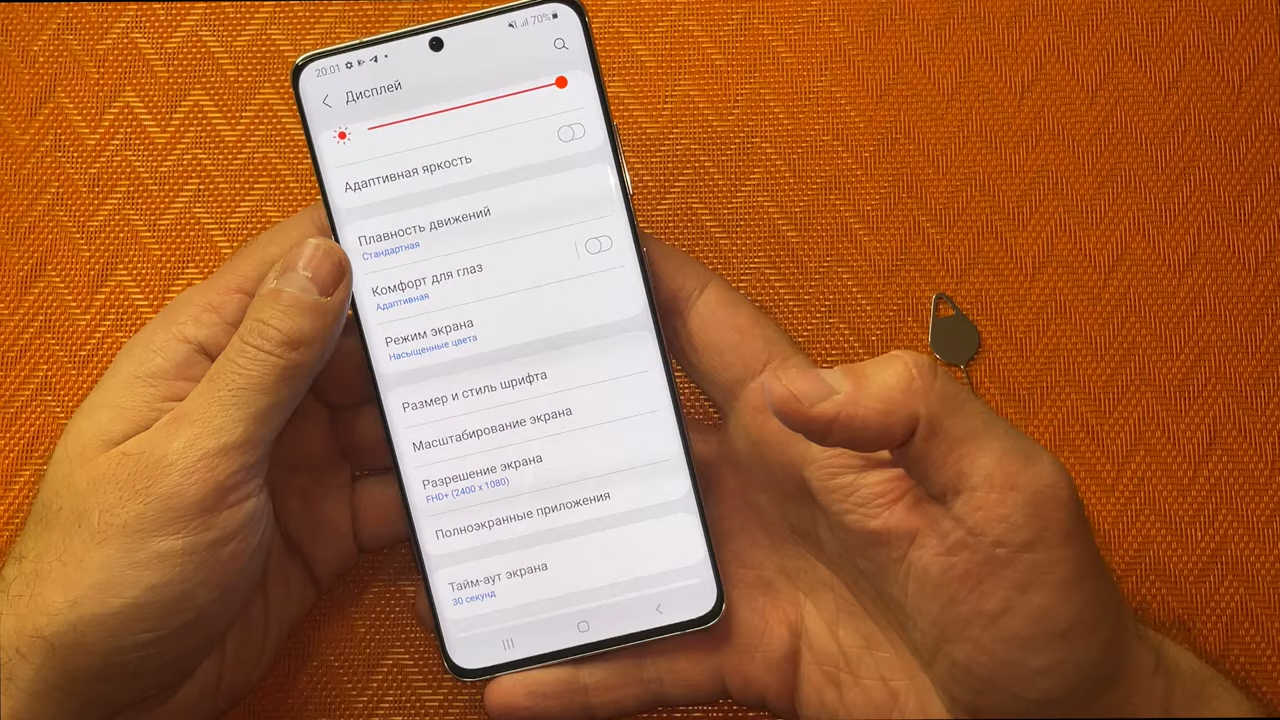 20:01
70%
Дисплей
Адаптивная яркость
Плавность движений
Стандартная
Комфорт для глаз
Адаптивная
Режим экрана
Насыщенные цвета
Размер и стиль шрифта
Масштабирование экрана
Разрешение экрана
FHD+ (2400 x 1080)
Полноэкранные приложения
Тайм-аут экрана
30 секунд